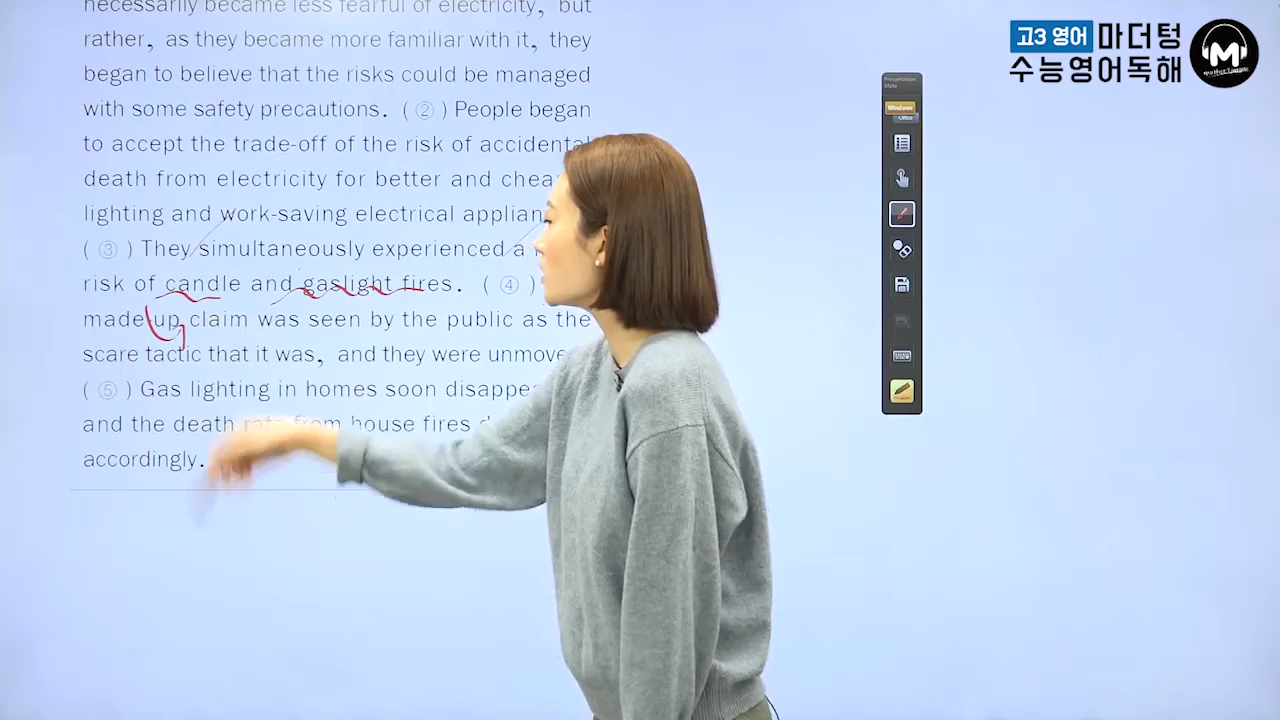 necessarily became less fearful of electricity, but
rather, as they became more familiar with it, they
began to believe that the risks could be managed
with some safety precautions. ( ② ) People began
to accept the trade-off of the risk of accidental
death from electricity for better and
lighting and work-saving electrical
( ③ ) They simultaneously experienced a
risk of candle and gaslight fires. ( ④ )
made up claim was seen by the public as the
scare tactic that it was, and they were
( ⑤ ) Gas lighting in homes soon
and the death rate from house fires
accordingly.
고3 영어 마더텅
수능영어독해
M
Presentation
Mate
Windows
Office